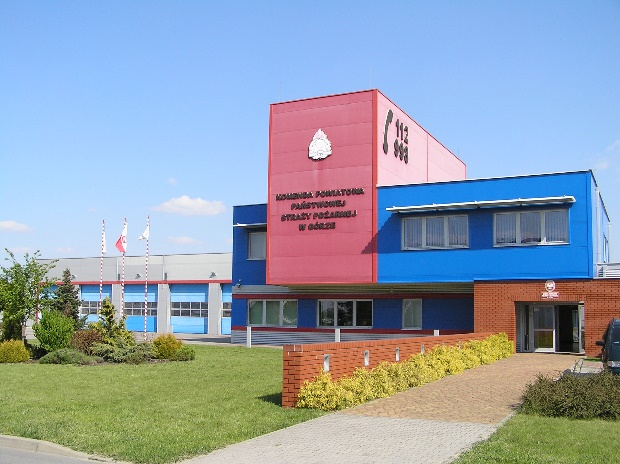 KOMENDA POWIATOWA
PAŃSTWOWEJ
STRAŻY POŻARNEJ
W GÓRZE
112
998